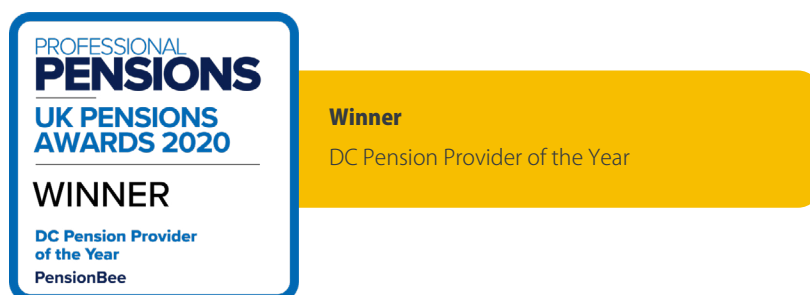 PROFESSIONAL
PENSIONS
UK PENSIONS
AWARDS 2020
WINNER
DC Pension Provider
of the Year
PensionBee
Winner
DC Pension Provider of the Year